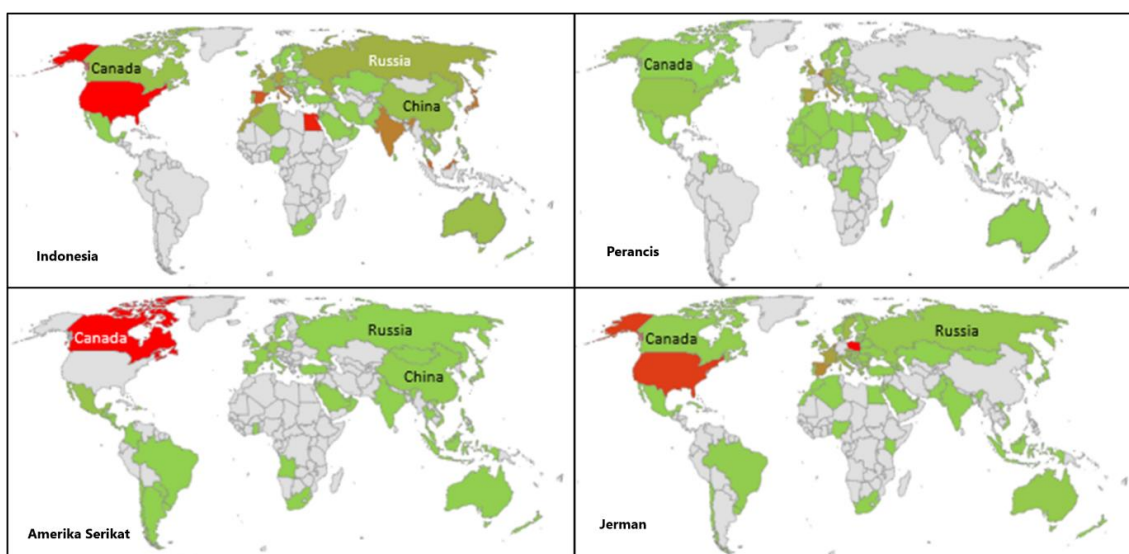 Canada
Russia
China
Indonesia
Canada
Perancis
Canada
Russia
China
Amerika Serikat
Canada
Russia
Jerman